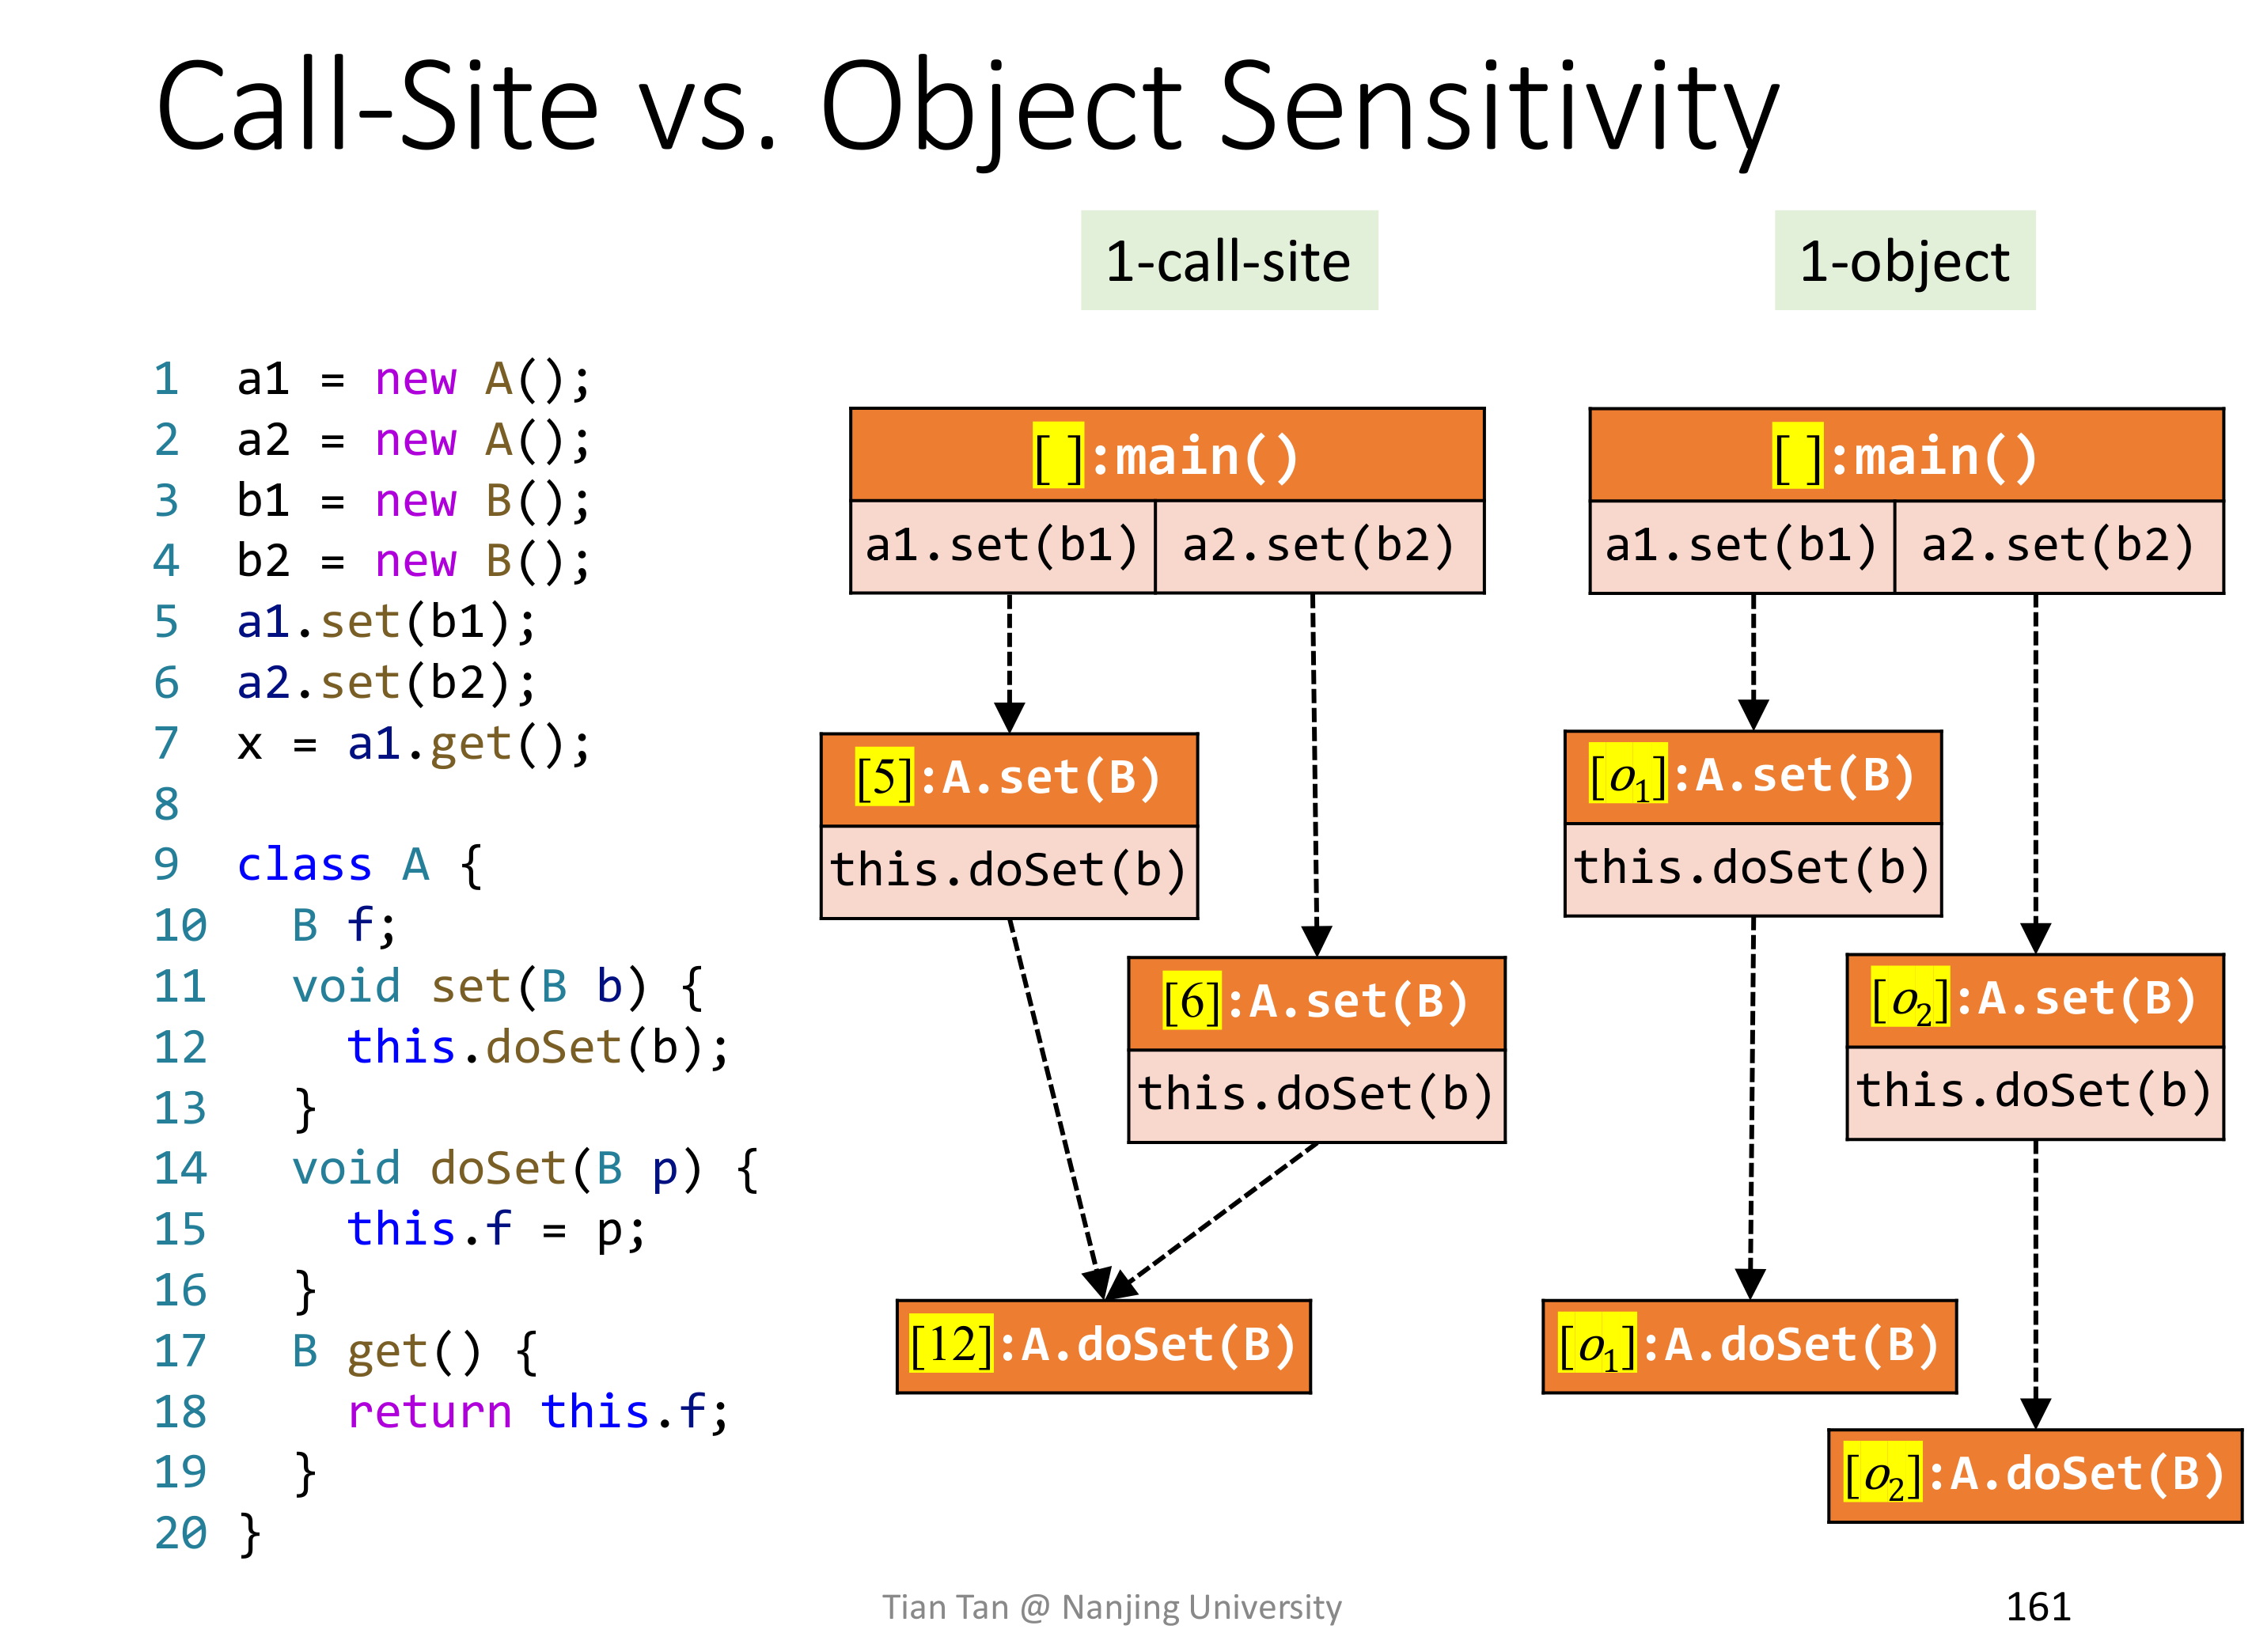 Call-Site vs. Object Sensitivity
1-call-site
1-object
1 a1 = new A();
2 a2 = new A();
3 b1 = new B();
4 b2 = new B();
5 a1.set(b1);
6 a2.set(b2);
7 x = a1.get();
8
9 class A {
10 B f;
11 void set(B b) {
12 this.doSet(b);
13 }
14 void doSet(B p) {
15 this.f = p;
16 }
17 B get() {
18 return this.f;
19 }
20 }
[ ]:main()
a1.set(b1) a2.set(b2)
[5]:A.set(B)
this.doSet(b)
[6]:A.set(B)
this.doSet(b)
[12]:A.doSet(B)
[ ]:main()
a1.set(b1) a2.set(b2)
[o₁]:A.set(B)
this.doSet(b)
[o₂]:A.set(B)
this.doSet(b)
[o₁]:A.doSet(B)
[o₂]:A.doSet(B)
Tian Tan @ Nanjing University
161